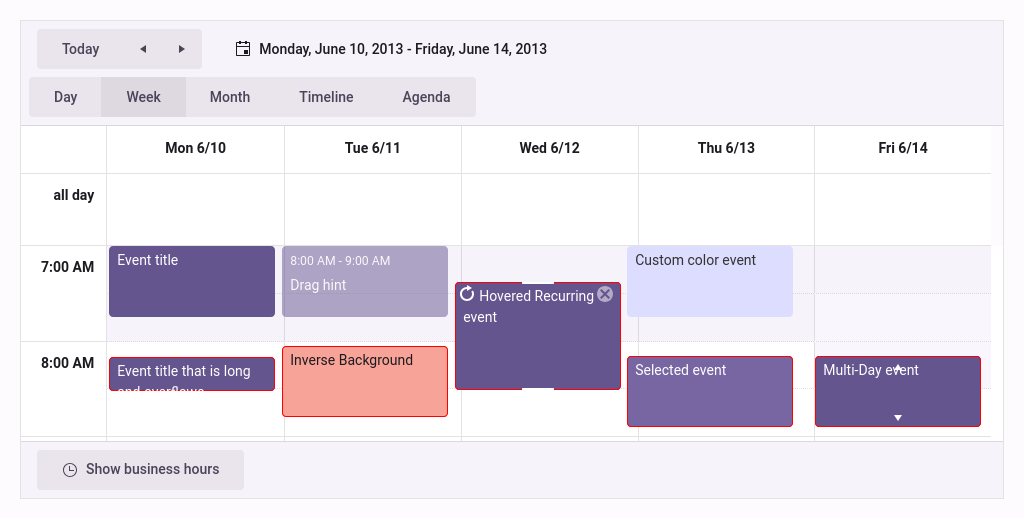 Today
Monday, June 10, 2013 - Friday, June 14, 2013
Day Week Month Timeline Agenda
Mon 6/10 Tue 6/11 Wed 6/12 Thu 6/13 Fri 6/14
all day
7:00 AM
Event title
8:00 AM - 9:00 AM
Drag hint
Hovered Recurring
event
Custom color event
8:00 AM
Event title that is long
and overflows
Inverse Background
Selected event
Multi-Day event
Show business hours